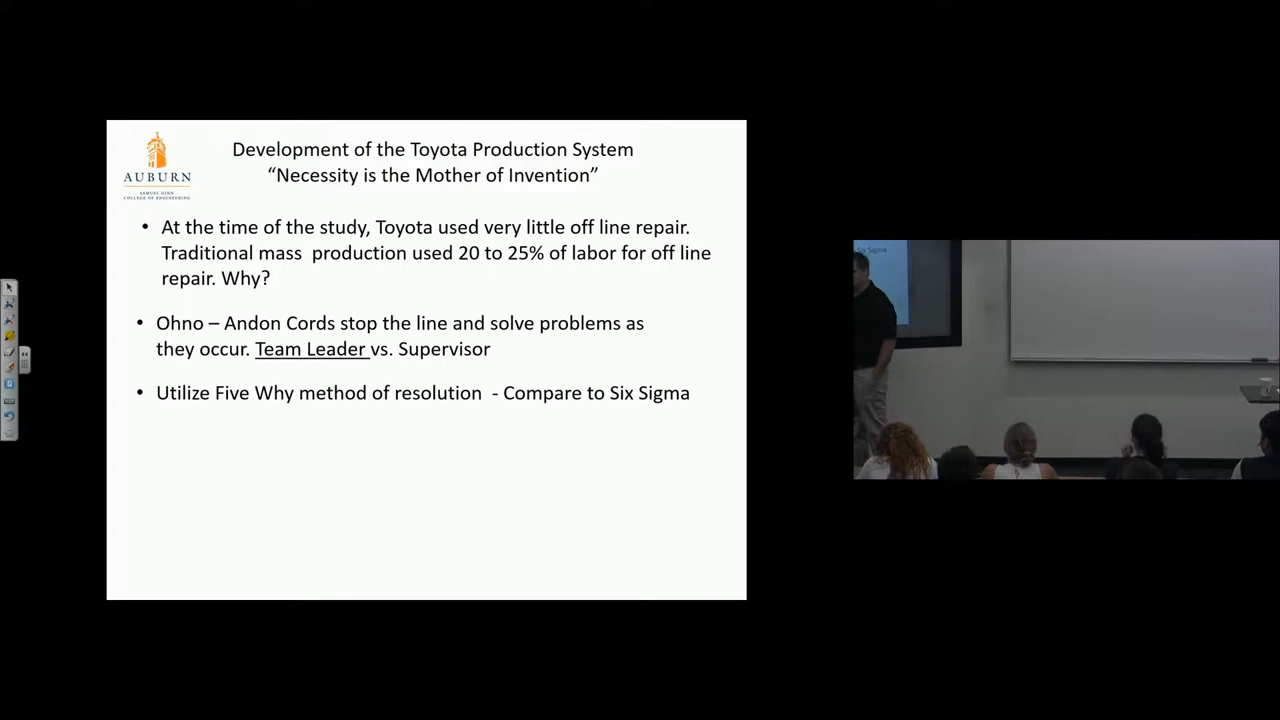 AUBURN
SAMUEL GINN
COLLEGE OF ENGINEERING
Development of the Toyota Production System
“Necessity is the Mother of Invention”
• At the time of the study, Toyota used very little off line repair.
Traditional mass  production used 20 to 25% of labor for off line
repair. Why?
• Ohno – Andon Cords stop the line and solve problems as
they occur. Team Leader vs. Supervisor
• Utilize Five Why method of resolution  - Compare to Six Sigma
Six Sigma